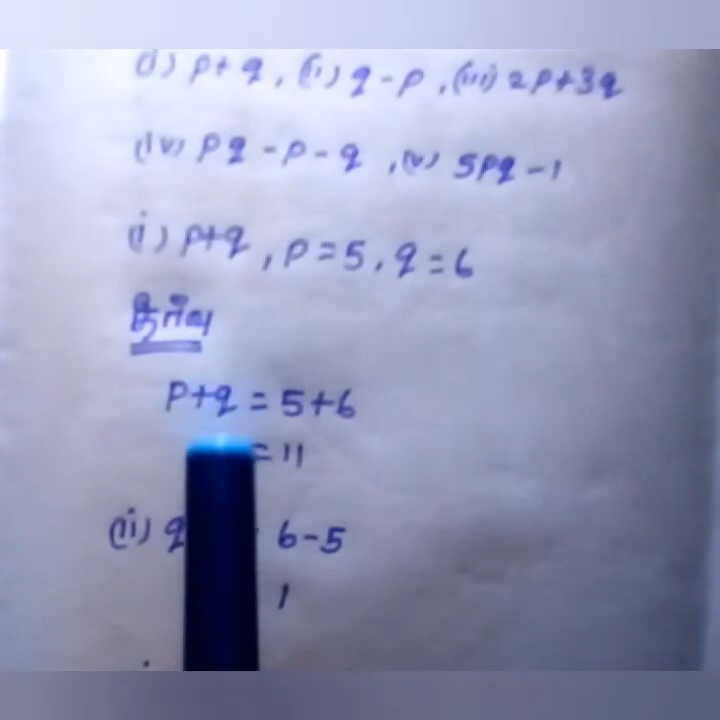 (i) p+q, (ii) q-p, (iii) 2p+3q
(iv) pq-p-q, (v) 5pq-1
(i) p+q, p=5, q=6
தீர்வு
p+q = 5+6
= 11
(ii) q 6-5
1